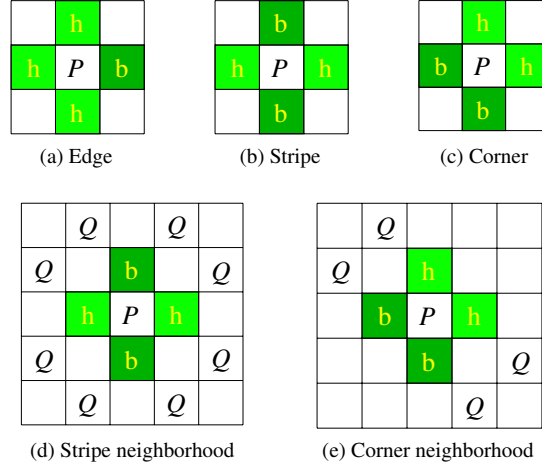 h
h P b
h
(a) Edge
b
h P h
b
(b) Stripe
h
b P h
b
(c) Corner
Q Q
Q b Q
h P h
Q b Q
Q Q
(d) Stripe neighborhood
Q
Q h
b P h
b Q
Q
(e) Corner neighborhood